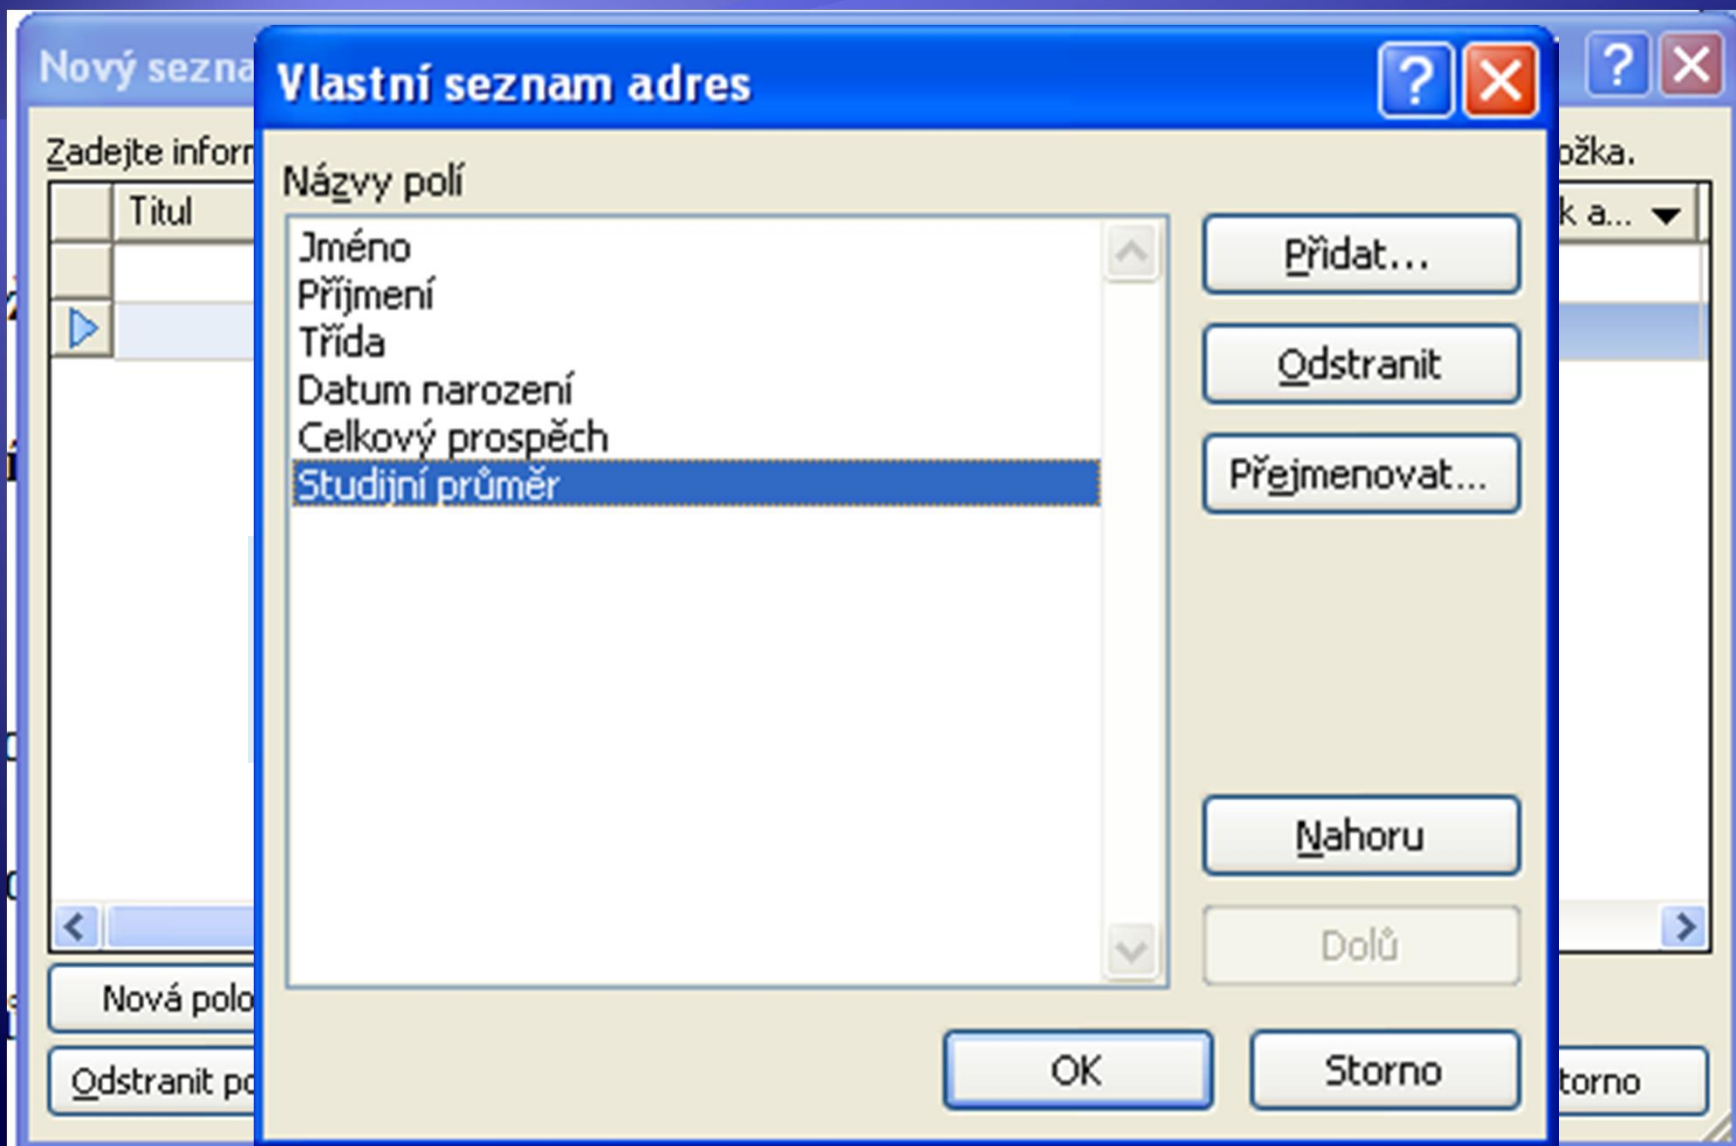 Nový sezna
Vlastní seznam adres
Zadejte inforr
ožka.
Názvy polí
Titul
k a...
Jméno
Příjmení
Třída
Datum narození
Celkový prospěch
Studijní průměr
Přidat...
Odstranit
Přejmenovat...
Nahoru
Dolů
Nová polo
OK
Storno
Odstranit po
torno